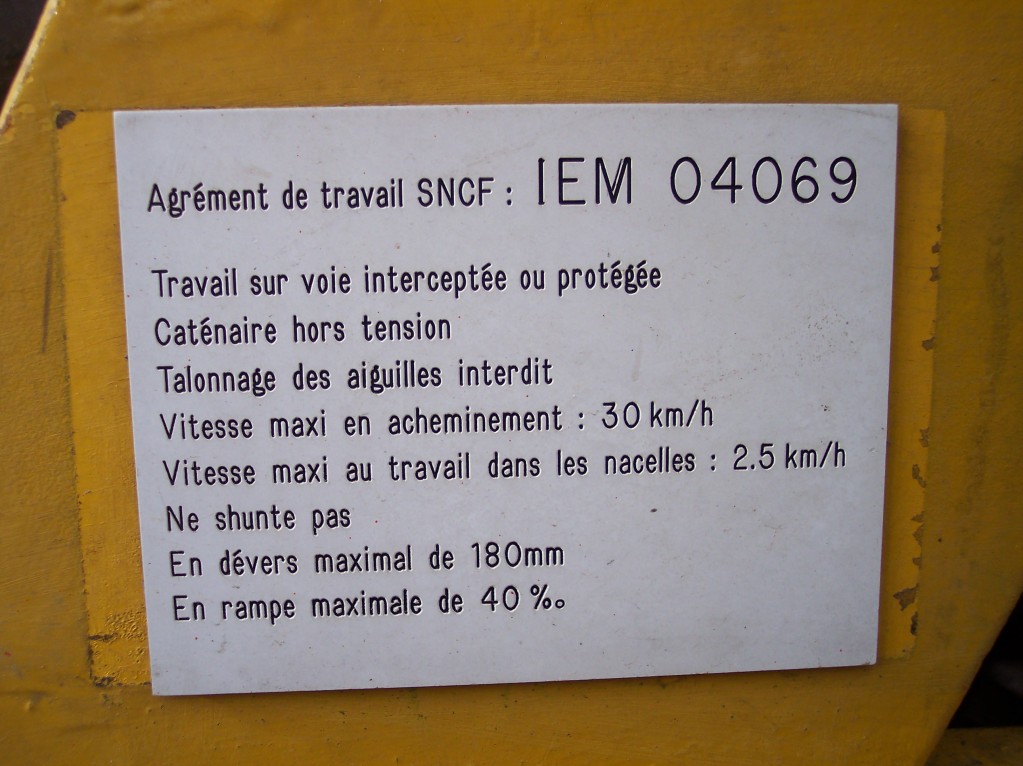 Agrément de travail SNCF : IEM 04069
Travail sur voie interceptée ou protégée
Caténaire hors tension
Talonnage des aiguilles interdit
Vitesse maxi en acheminement : 30 km/h
Vitesse maxi au travail dans les nacelles : 2.5 km/h
Ne shunte pas
En dévers maximal de 180mm
En rampe maximale de 40 ‰